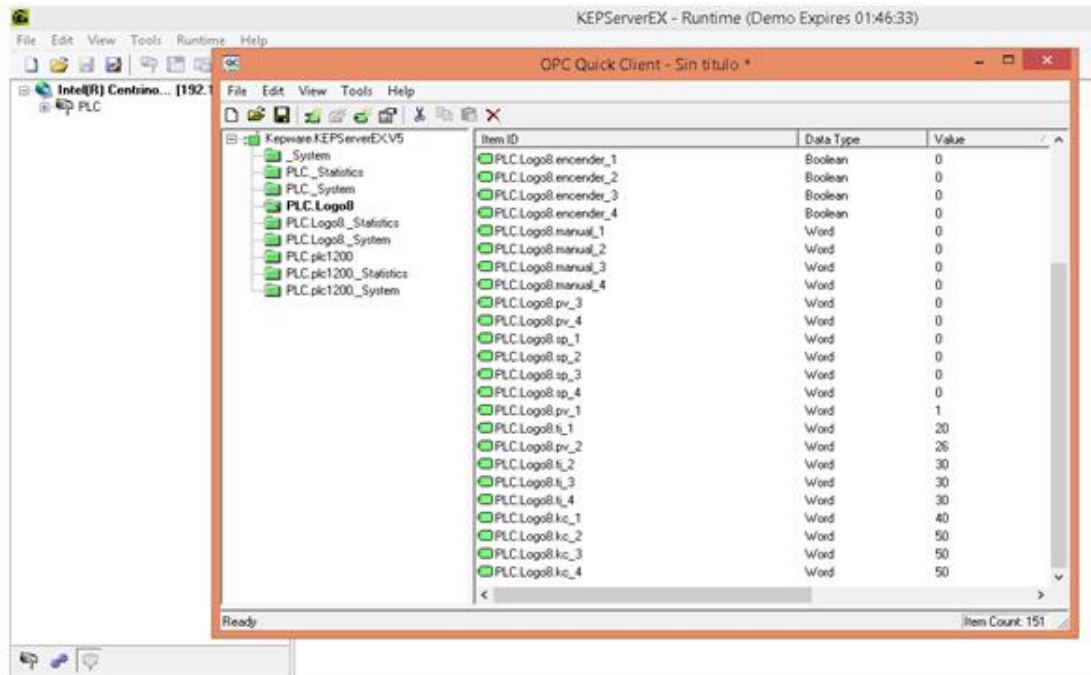 KEPServerEX - Runtime (Demo Expires 01:46:33)
File Edit View Tools Runtime Help
Intel(R) Centrino... [192.1
PLC
OPC Quick Client - Sin título *
File Edit View Tools Help
Kepware.KEPServerEX.V5
_System
PLC._Statistics
PLC._System
PLC.Logo8
PLC.Logo8._Statistics
PLC.Logo8._System
PLC.plc1200
PLC.plc1200._Statistics
PLC.plc1200._System
Item ID Data Type Value
PLC.Logo8.encender_1 Boolean 0
PLC.Logo8.encender_2 Boolean 0
PLC.Logo8.encender_3 Boolean 0
PLC.Logo8.encender_4 Boolean 0
PLC.Logo8.manual_1 Word 0
PLC.Logo8.manual_2 Word 0
PLC.Logo8.manual_3 Word 0
PLC.Logo8.manual_4 Word 0
PLC.Logo8.pv_3 Word 0
PLC.Logo8.pv_4 Word 0
PLC.Logo8.sp_1 Word 0
PLC.Logo8.sp_2 Word 0
PLC.Logo8.sp_3 Word 0
PLC.Logo8.sp_4 Word 0
PLC.Logo8.pv_1 Word 1
PLC.Logo8.ti_1 Word 20
PLC.Logo8.pv_2 Word 26
PLC.Logo8.ti_2 Word 30
PLC.Logo8.ti_3 Word 30
PLC.Logo8.ti_4 Word 30
PLC.Logo8.kc_1 Word 40
PLC.Logo8.kc_2 Word 50
PLC.Logo8.kc_3 Word 50
PLC.Logo8.kc_4 Word 50
Ready Item Count: 151